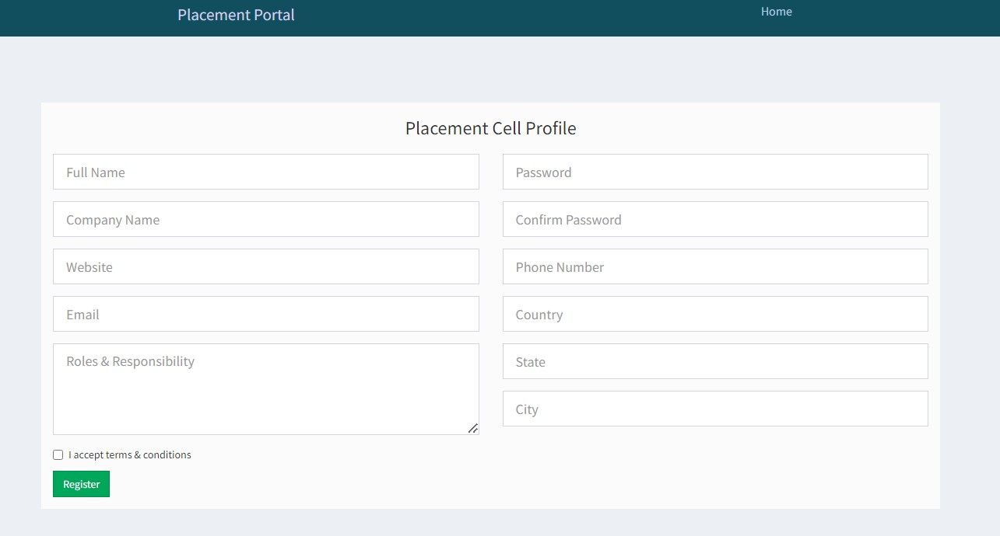 Placement Portal
Home
Placement Cell Profile
Full Name
Password
Company Name
Confirm Password
Website
Phone Number
Email
Country
Roles & Responsibility
State
City
I accept terms & conditions
Register